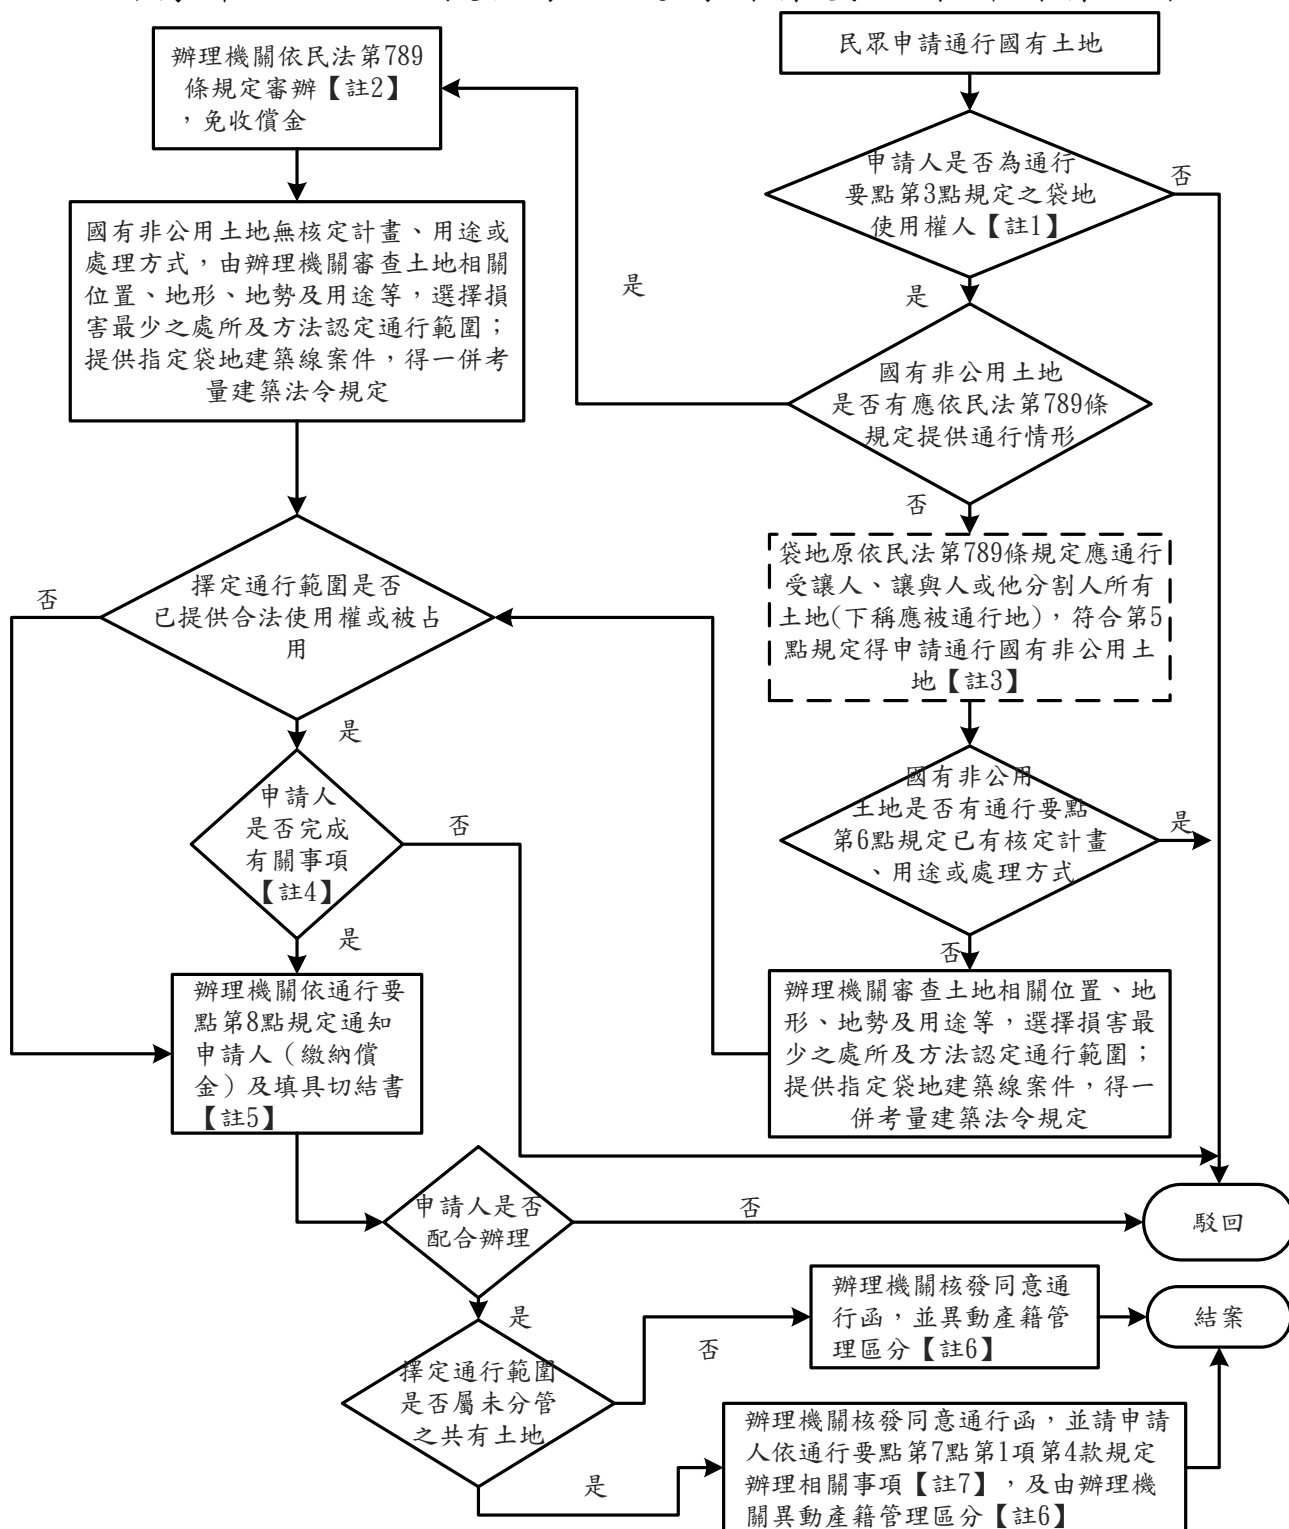 民眾申請通行國有土地
申請人是否為通行
要點第3點規定之袋地
使用權人【註1】
否
是
國有非公用土地
是否有應依民法第789條
規定提供通行情形
是
辦理機關依民法第789
條規定審辦【註2】
，免收償金
國有非公用土地無核定計畫、用途或
處理方式，由辦理機關審查土地相關
位置、地形、地勢及用途等，選擇損
害最少之處所及方法認定通行範圍；
提供指定袋地建築線案件，得一併考
量建築法令規定
否
袋地原依民法第789條規定應通行
受讓人、讓與人或他分割人所有
土地(下稱應被通行地)，符合第5
點規定得申請通行國有非公用土
地【註3】
國有非公用
土地是否有通行要點
第6點規定已有核定計畫
、用途或處理方式
是
否
辦理機關審查土地相關位置、地
形、地勢及用途等，選擇損害最
少之處所及方法認定通行範圍；
提供指定袋地建築線案件，得一
併考量建築法令規定
擇定通行範圍是否
已提供合法使用權或被占
用
否
是
申請人
是否完成
有關事項
【註4】
否
是
辦理機關依通行要
點第8點規定通知
申請人（繳納償
金）及填具切結書
【註5】
申請人是否
配合辦理
否
駁回
是
擇定通行範圍
是否屬未分管
之共有土地
否
辦理機關核發同意通
行函，並異動產籍管
理區分【註6】
結案
是
辦理機關核發同意通行函，並請申請
人依通行要點第7點第1項第4款規定
辦理相關事項【註7】，及由辦理機
關異動產籍管理區分【註6】